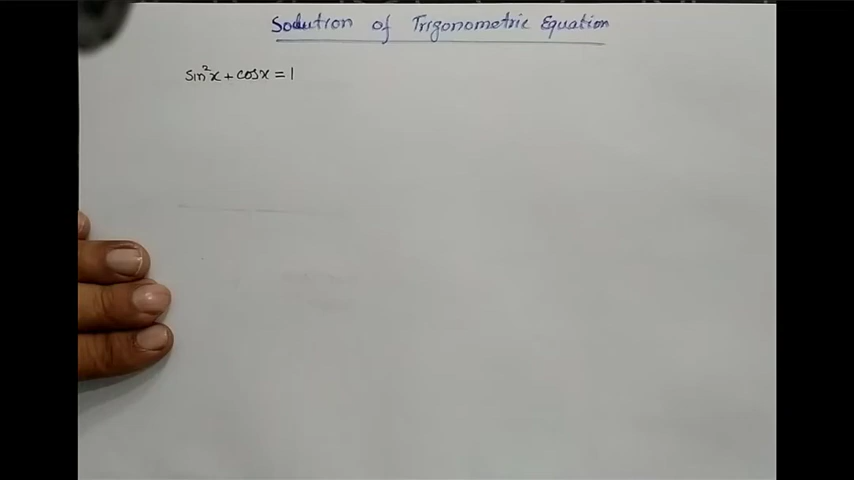 Solution of Trigonometric Equation
sin²x + cosx = 1